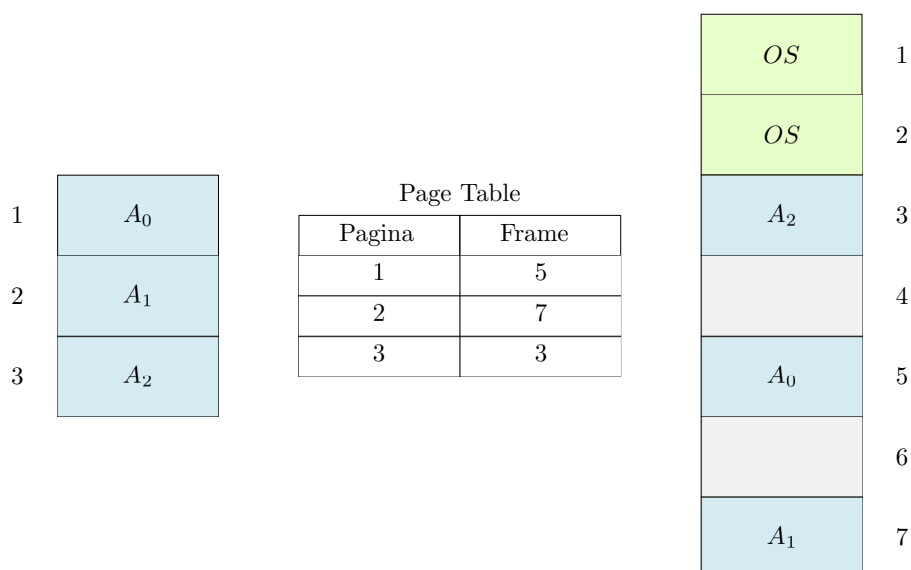 1 A₀
2 A₁
3 A₂
Page Table
Pagina Frame
1 5
2 7
3 3
OS 1
OS 2
A₂ 3
4
A₀ 5
6
A₁ 7